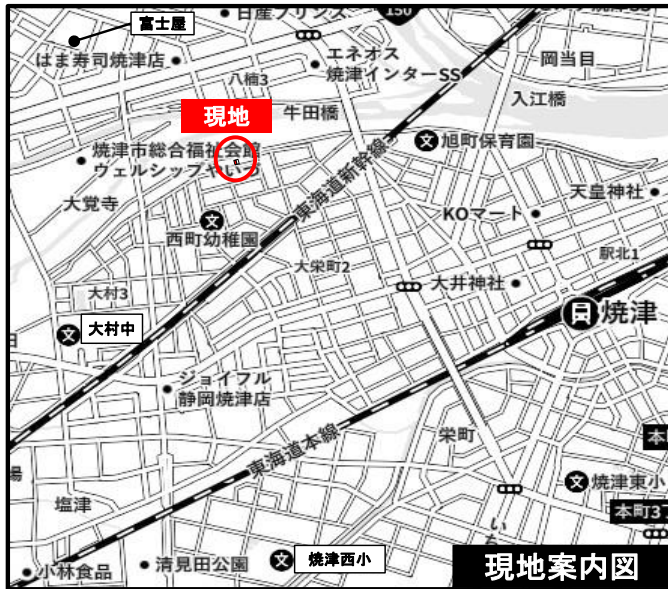 富士屋
日産プリンス
150
はま寿司焼津店
エネオス
焼津インターSS
岡当目
八楠3
入江橋
現地
牛田橋
焼津市総合福祉会館
ウェルシップやいづ
旭町保育園
東海道新幹線
大覚寺
天皇神社
KOマート
西町幼稚園
駅北1
大栄町2
大井神社
大村3
焼津
大村中
ジョイフル
静岡焼津店
東海道本線
栄町
焼津東小
塩津
本町3
焼津西小
清見田公園
小林食品
現地案内図